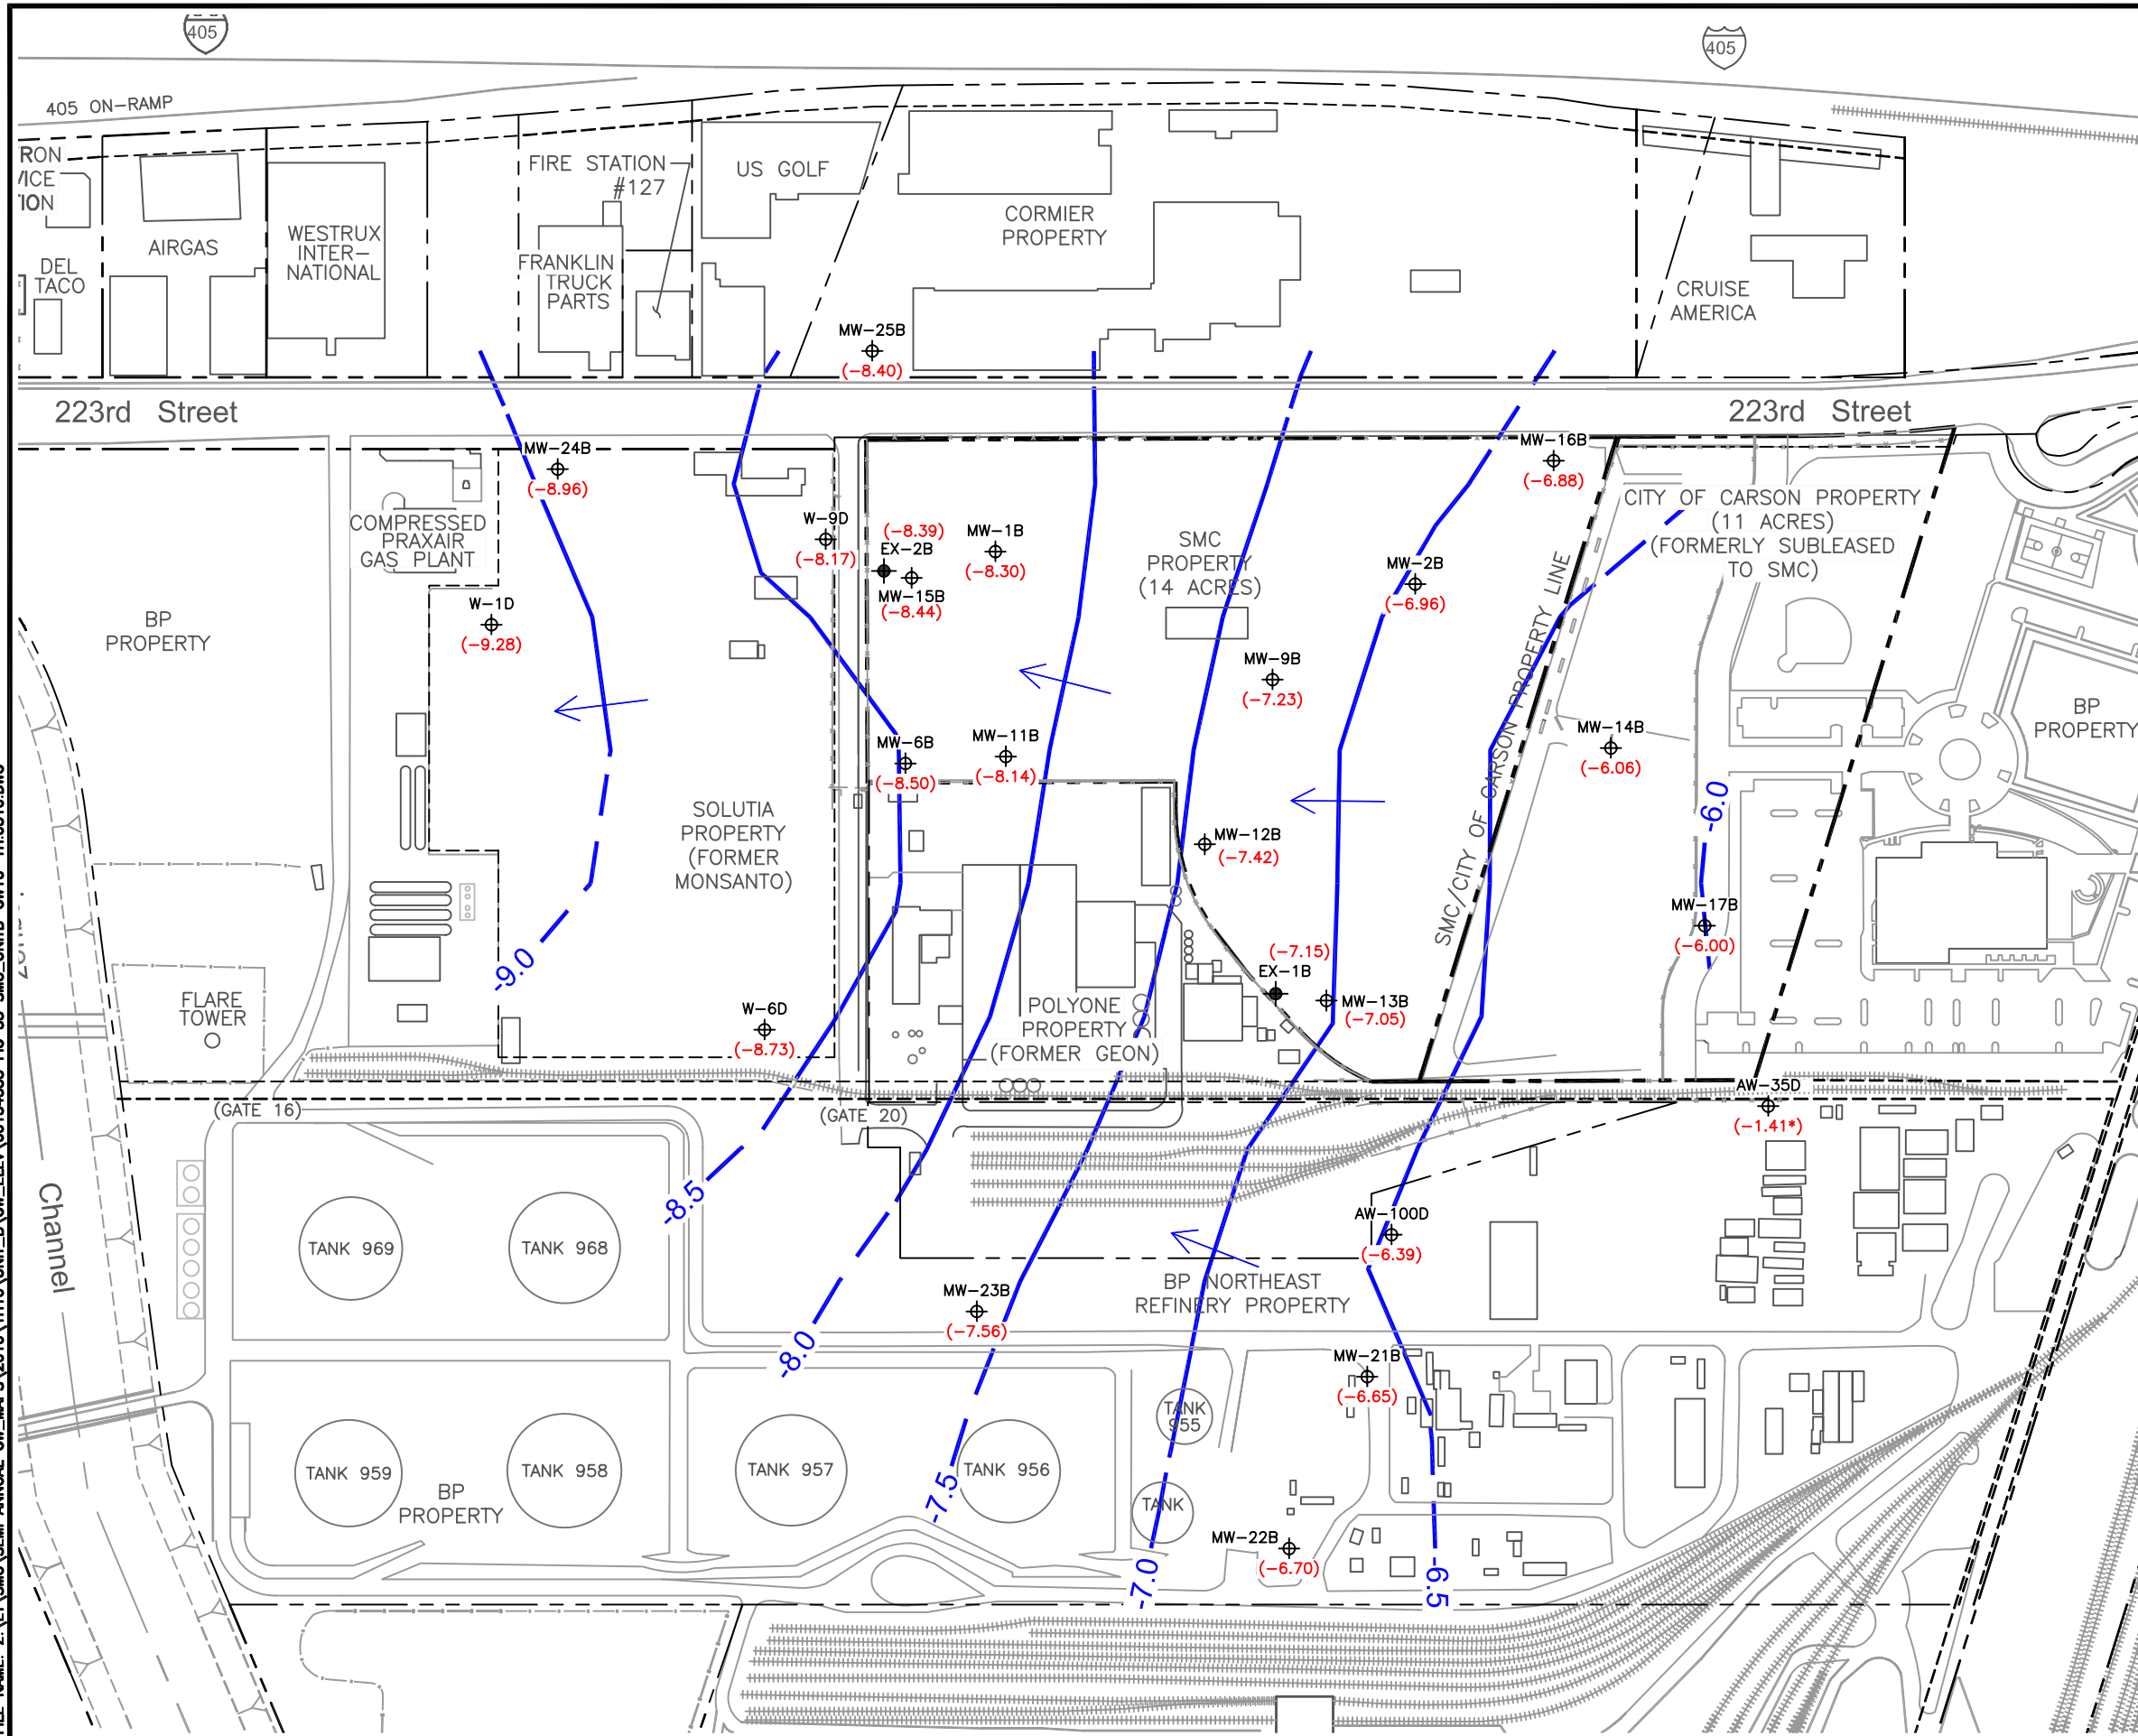 405
405
405 ON-RAMP
RON
VICE
ION
DEL
TACO
AIRGAS
WESTRUX
INTER-
NATIONAL
FIRE STATION
#127
FRANKLIN
TRUCK
PARTS
US GOLF
CORMIER
PROPERTY
CRUISE
AMERICA
MW-25B
(-8.40)
223rd Street
223rd Street
MW-24B
(-8.96)
MW-16B
(-6.88)
COMPRESSED
PRAXAIR
GAS PLANT
W-9D
(-8.17)
(-8.39)
EX-2B
MW-15B
(-8.44)
MW-1B
(-8.30)
SMC
PROPERTY
(14 ACRES)
MW-2B
(-6.96)
CITY OF CARSON PROPERTY
(11 ACRES)
(FORMERLY SUBLEASED
TO SMC)
BP
PROPERTY
W-1D
(-9.28)
MW-9B
(-7.23)
SMC/CITY OF CARSON PROPERTY LINE
MW-14B
(-6.06)
BP
PROPERTY
MW-6B
(-8.50)
MW-11B
(-8.14)
SOLUTIA
PROPERTY
(FORMER
MONSANTO)
MW-12B
(-7.42)
-6.0
MW-17B
(-6.00)
-9.0
(-7.15)
EX-1B
MW-13B
(-7.05)
FLARE
TOWER
W-6D
(-8.73)
POLYONE
PROPERTY
(FORMER GEON)
AW-35D
(-1.41*)
(GATE 16)
(GATE 20)
Channel
-8.5
TANK 969
TANK 968
AW-100D
(-6.39)
BP NORTHEAST
REFINERY PROPERTY
MW-23B
(-7.56)
-8.0
MW-21B
(-6.65)
TANK
955
TANK 959
TANK 958
TANK 957
TANK 956
BP
PROPERTY
-7.5
TANK
MW-22B
(-6.70)
-7.0
-6.5